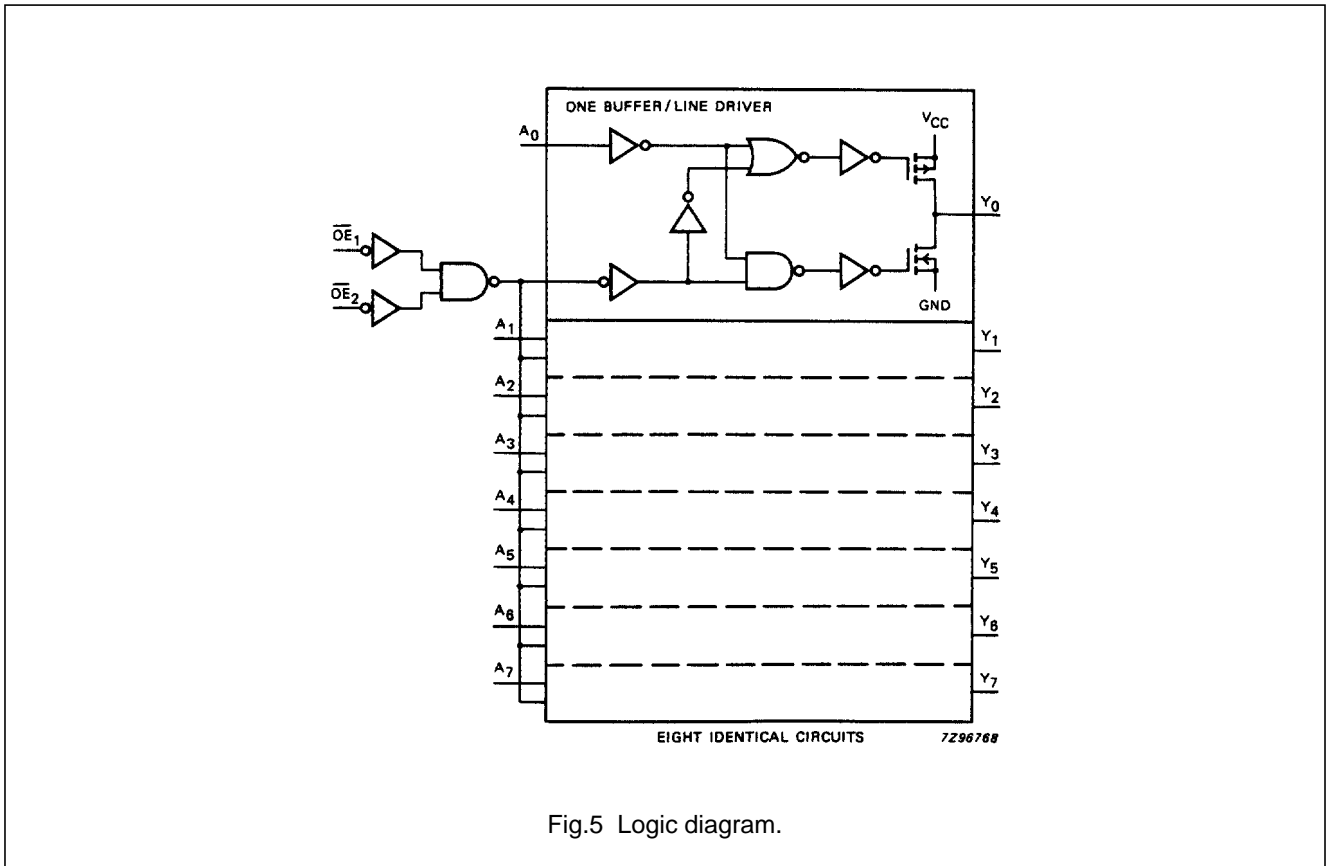 ONE BUFFER/LINE DRIVER
VCC
A0
Y0
OE1
OE2
GND
A1
Y1
A2
Y2
A3
Y3
A4
Y4
A5
Y5
A6
Y6
A7
Y7
EIGHT IDENTICAL CIRCUITS
7Z96768
Fig.5 Logic diagram.